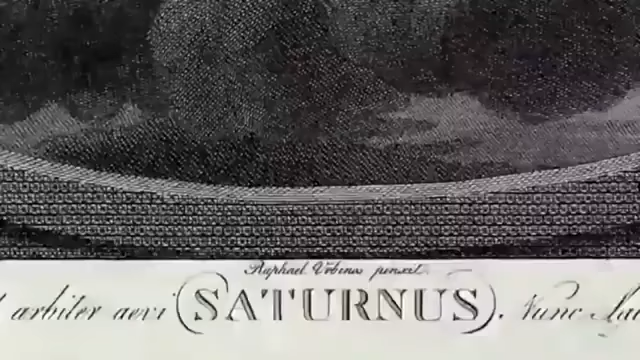 Raphael Urbinas pinxit.
arbiter aevi (SATURNUS). Nunc